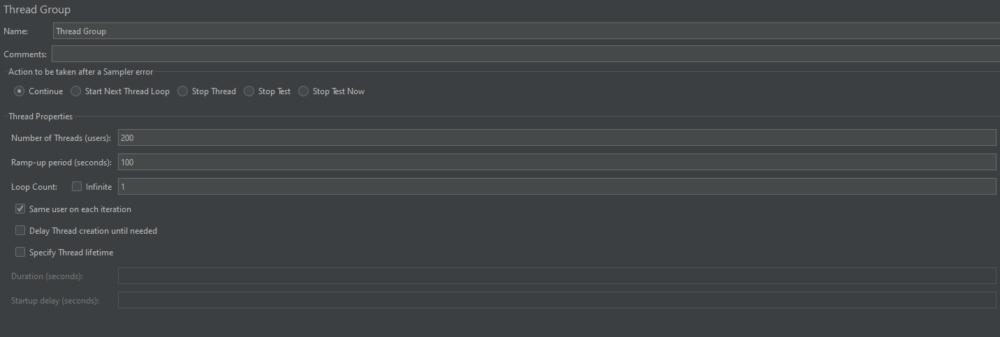 Thread Group
Name: Thread Group
Comments:
Action to be taken after a Sampler error
Continue Start Next Thread Loop Stop Thread Stop Test Stop Test Now
Thread Properties
Number of Threads (users): 200
Ramp-up period (seconds): 100
Loop Count: Infinite 1
Same user on each iteration
Delay Thread creation until needed
Specify Thread lifetime
Duration (seconds):
Startup delay (seconds):